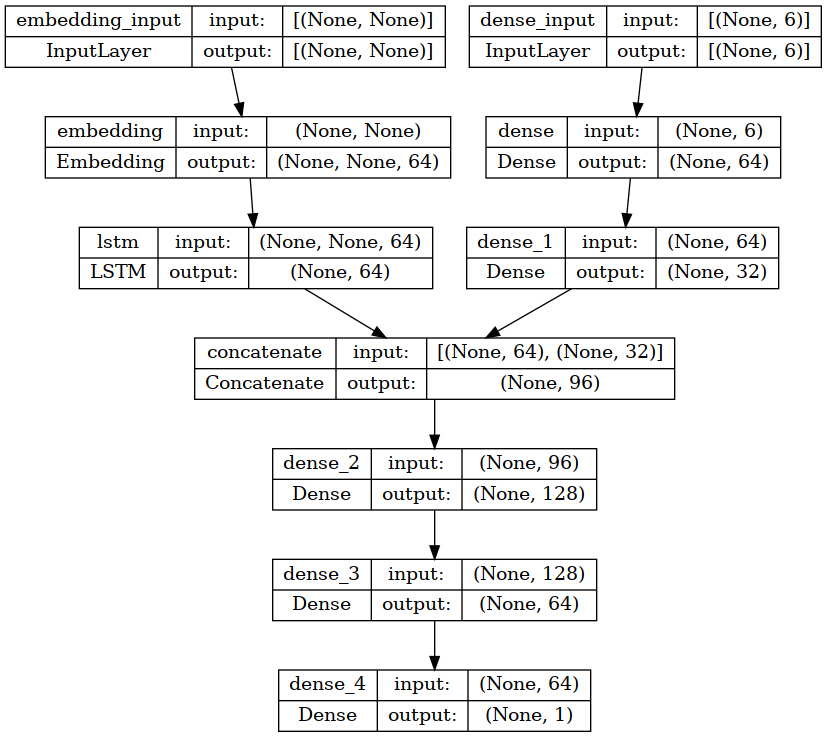 embedding_input input: [(None, None)]
InputLayer output: [(None, None)]
dense_input input: [(None, 6)]
InputLayer output: [(None, 6)]
embedding input: (None, None)
Embedding output: (None, None, 64)
dense input: (None, 6)
Dense output: (None, 64)
lstm input: (None, None, 64)
LSTM output: (None, 64)
dense_1 input: (None, 64)
Dense output: (None, 32)
concatenate input: [(None, 64), (None, 32)]
Concatenate output: (None, 96)
dense_2 input: (None, 96)
Dense output: (None, 128)
dense_3 input: (None, 128)
Dense output: (None, 64)
dense_4 input: (None, 64)
Dense output: (None, 1)